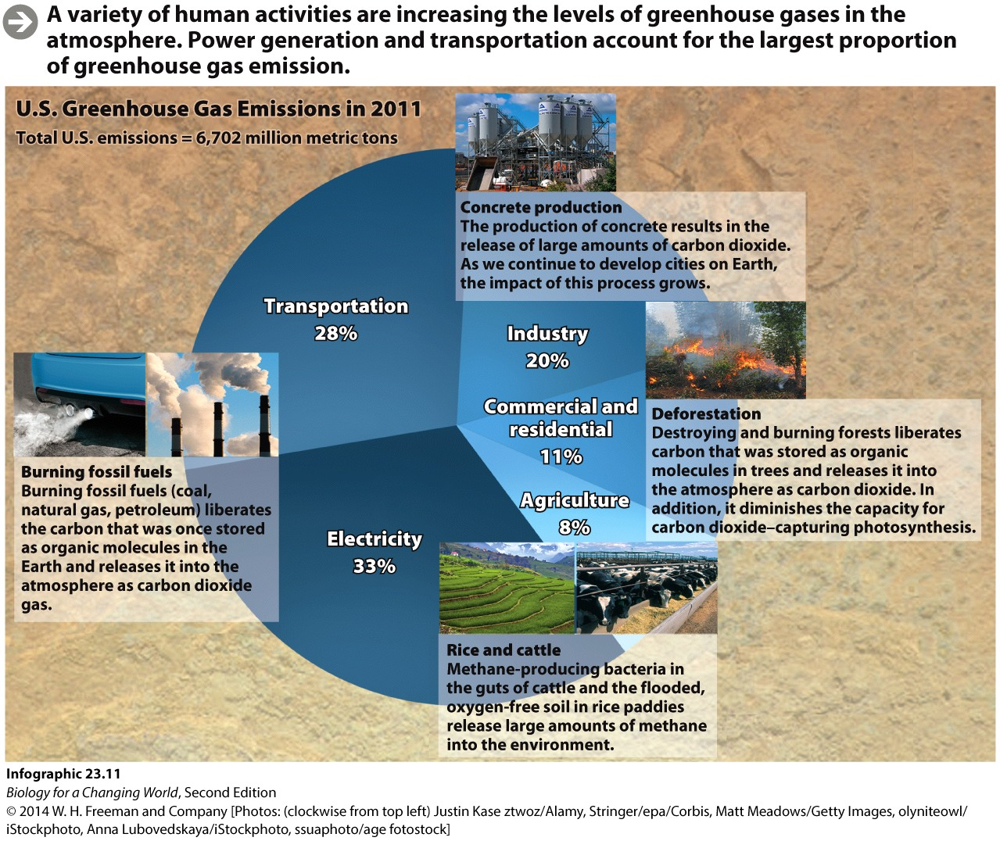 A variety of human activities are increasing the levels of greenhouse gases in the
atmosphere. Power generation and transportation account for the largest proportion
of greenhouse gas emission.
U.S. Greenhouse Gas Emissions in 2011
Total U.S. emissions = 6,702 million metric tons
Concrete production
The production of concrete results in the
release of large amounts of carbon dioxide.
As we continue to develop cities on Earth,
the impact of this process grows.
Transportation
28%
Industry
20%
Commercial and
residential
11%
Deforestation
Destroying and burning forests liberates
carbon that was stored as organic
molecules in trees and releases it into
the atmosphere as carbon dioxide. In
addition, it diminishes the capacity for
carbon dioxide–capturing photosynthesis.
Burning fossil fuels
Burning fossil fuels (coal,
natural gas, petroleum) liberates
the carbon that was once stored
as organic molecules in the
Earth and releases it into the
atmosphere as carbon dioxide
gas.
Agriculture
8%
Electricity
33%
Rice and cattle
Methane-producing bacteria in
the guts of cattle and the flooded,
oxygen-free soil in rice paddies
release large amounts of methane
into the environment.
Infographic 23.11
Biology for a Changing World, Second Edition
© 2014 W. H. Freeman and Company [Photos: (clockwise from top left) Justin Kase ztwoz/Alamy, Stringer/epa/Corbis, Matt Meadows/Getty Images, olyniteowl/
iStockphoto, Anna Lubovedskaya/iStockphoto, ssuaphoto/age fotostock]